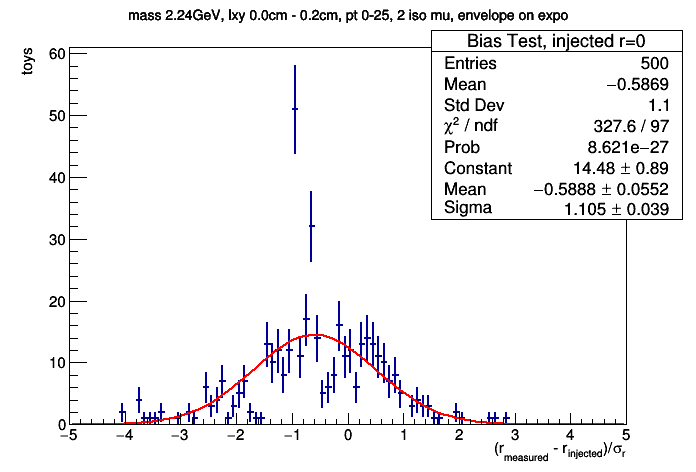 mass 2.24GeV, lxy 0.0cm - 0.2cm, pt 0-25, 2 iso mu, envelope on expo
Bias Test, injected r=0
Entries 500
Mean −0.5869
Std Dev 1.1
χ² / ndf 327.6 / 97
Prob 8.621e−27
Constant 14.48 ± 0.89
Mean −0.5888 ± 0.0552
Sigma 1.105 ± 0.039
toys
60
50
40
30
20
10
0
−5 −4 −3 −2 −1 0 1 2 3 4 5
(r_measured - r_injected)/σ_r